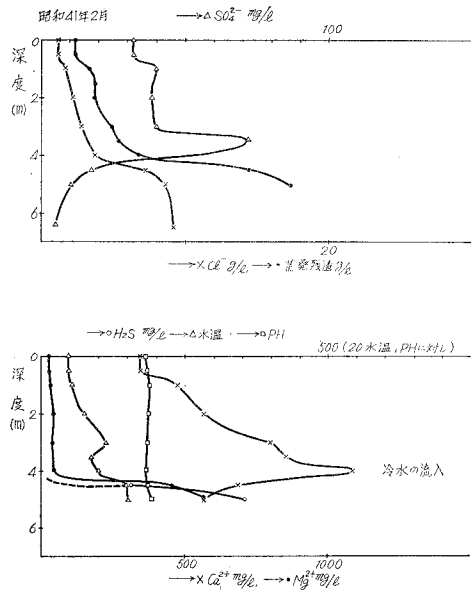 昭和41年2月
→△ SO₄²⁻ mg/l
100
0
2
4
6
深度(m)
20
→× Cl⁻ g/l, →• 蒸発残渣 g/l
→○ H₂S mg/l →△ 水温 →□ PH
500 (20 水温, PHに対し)
0
2
4
6
深度(m)
冷水の流入
500
1000
→× Ca²⁺ mg/l, →• Mg²⁺ mg/l